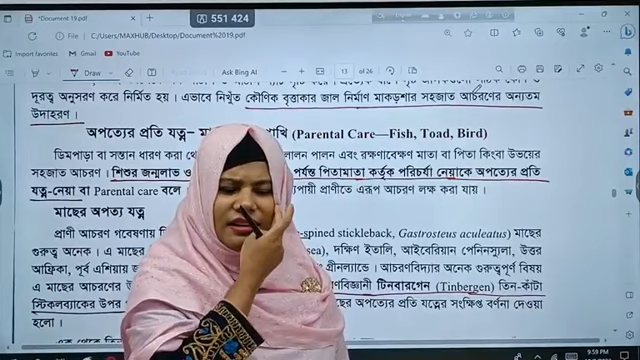 *Document 19.pdf
551 424
C:/Users/MAXHUB/Desktop/Document%2019.pdf
Import favorites Gmail YouTube
Draw Ask Bing AI 13 of 26
দূরত্ব অনুসরণ করে নির্মিত হয় । এভাবে নিখুঁত কৌণিক বৃত্তাকার জাল নির্মাণ মাকড়শার সহজাত আচরণের অন্যতম
উদাহরণ ।
অপত্যের প্রতি যত্ন— মা খি (Parental Care—Fish, Toad, Bird)
ডিমপাড়া বা সন্তান ধারণ করা থে লালন পালন এবং রক্ষণাবেক্ষণ মাতা বা পিতা কিংবা উভয়ের
সহজাত আচরণ । শিশুর জন্মলাভ ও পর্যন্ত পিতামাতা কর্তৃক পরিচর্যা নেয়াকে অপত্যের প্রতি
যত্ন-নেয়া বা Parental care বলে পায়ী প্রাণীতে এরূপ আচরণ লক্ষ করা যায় ।
মাছের অপত্য যত্ন
প্রাণী আচরণ গবেষণায় -spined stickleback, Gasterosteus aculeatus) মাছের
গুরুত্ব অনেক । এ মাছের sea), দক্ষিণ ইতালি, আইবেরিয়ান পেনিনস্যুলা, উত্তর
আফ্রিকা, পূর্ব এশিয়ায় জ গ্রীনল্যান্ডে । আচরণবিদ্যার অনেক গুরুত্বপূর্ণ বিষয়
এ মাছের আচরণের উ ণবিজ্ঞানী টিনবারগেন (Tinbergen) তিন-কাঁটা
স্টিকলব্যাকের উপর ছের অপত্যের প্রতি যত্নের সংক্ষিপ্ত বর্ণনা দেওয়া
হলো ।
9:59 PM